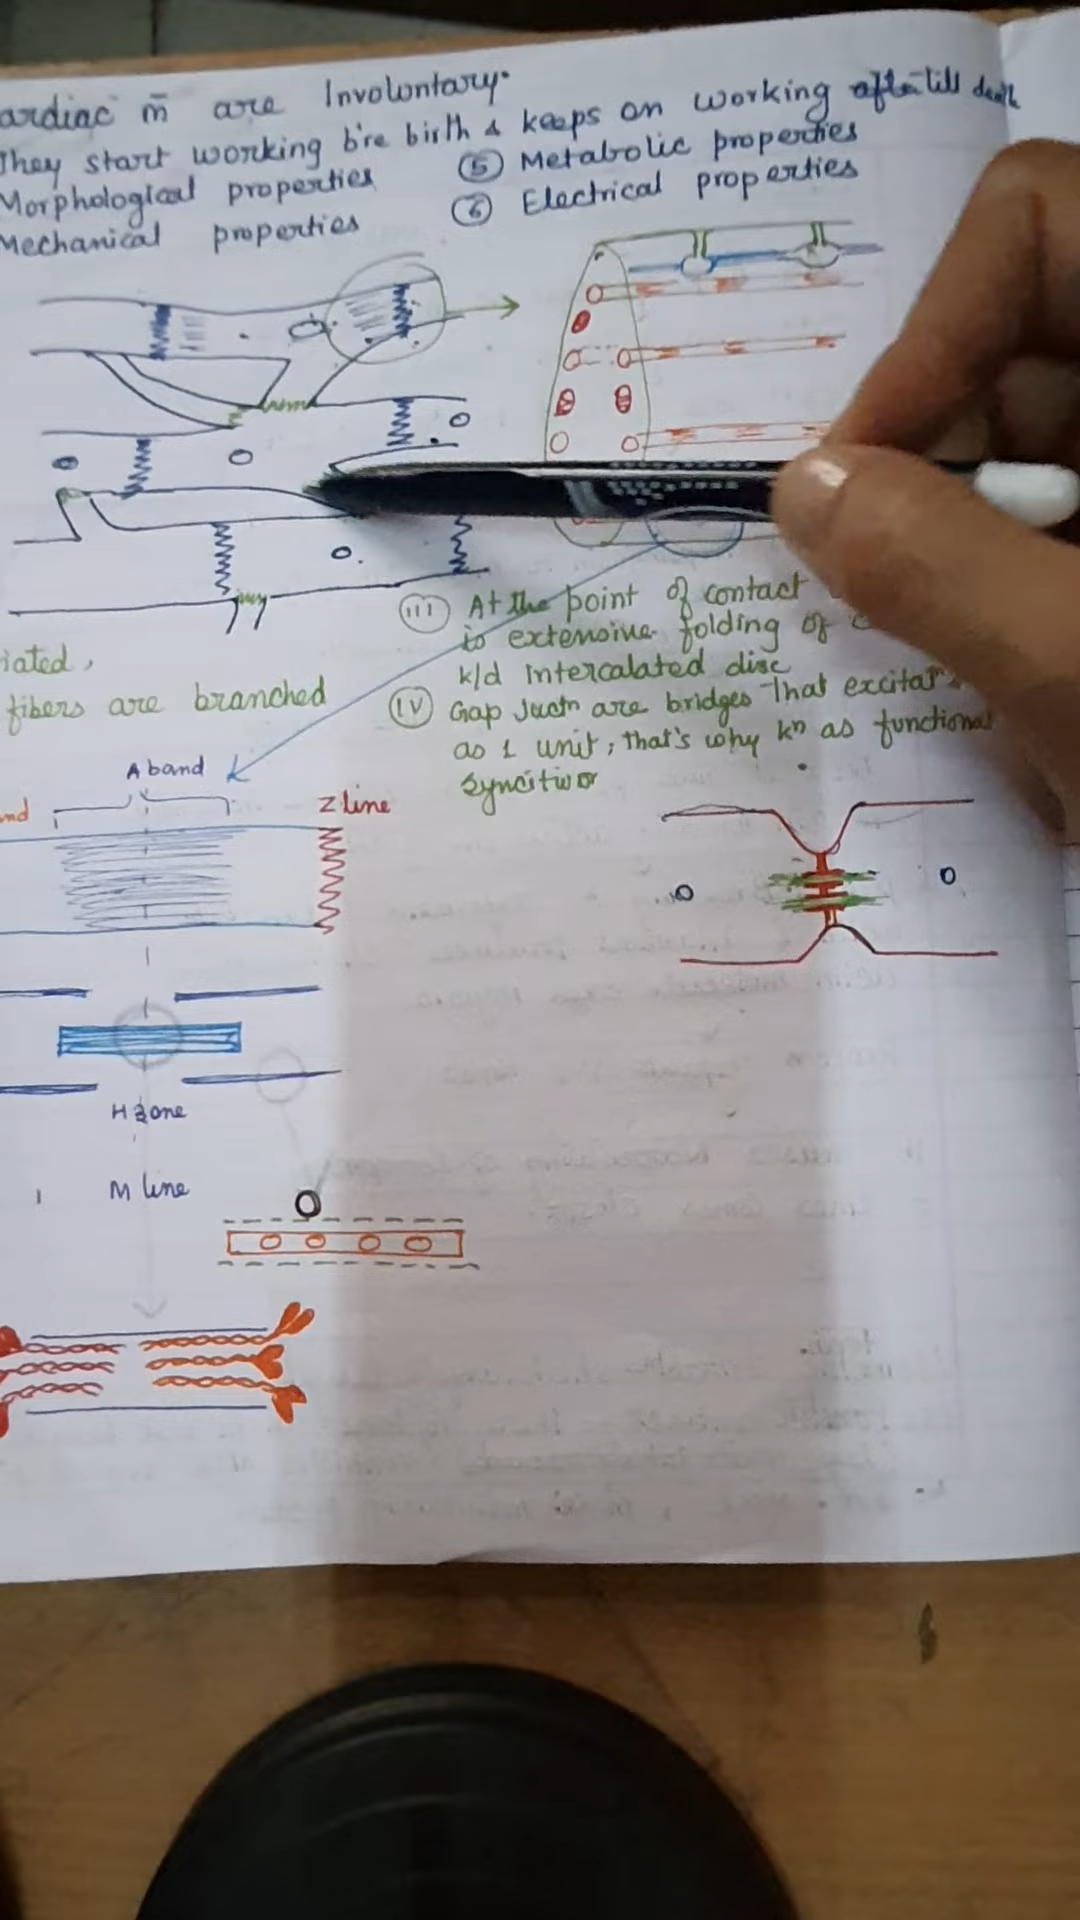 ardiac m̄ are Involuntary.
They start working b're birth & keeps on working till death
Morphological properties
⑤ Metabolic properties
Mechanical properties
⑥ Electrical properties
iated,
fibers are branched
(iii) At the point of contact
is extensive folding of
k/d Intercalated disc
(iv) Gap Juctn are bridges that excita
as 1 unit, that's why kn as functional
A band
nd
Z line
H zone
M line